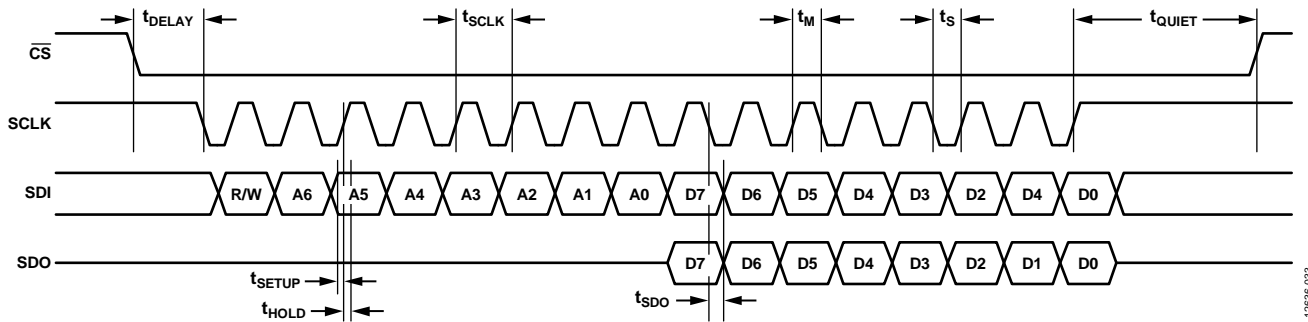 tDELAY tSCLK tM tS tQUIET
CS
SCLK
SDI R/W A6 A5 A4 A3 A2 A1 A0 D7 D6 D5 D4 D3 D2 D4 D0
SDO D7 D6 D5 D4 D3 D2 D1 D0
tSETUP
tHOLD
tSDO